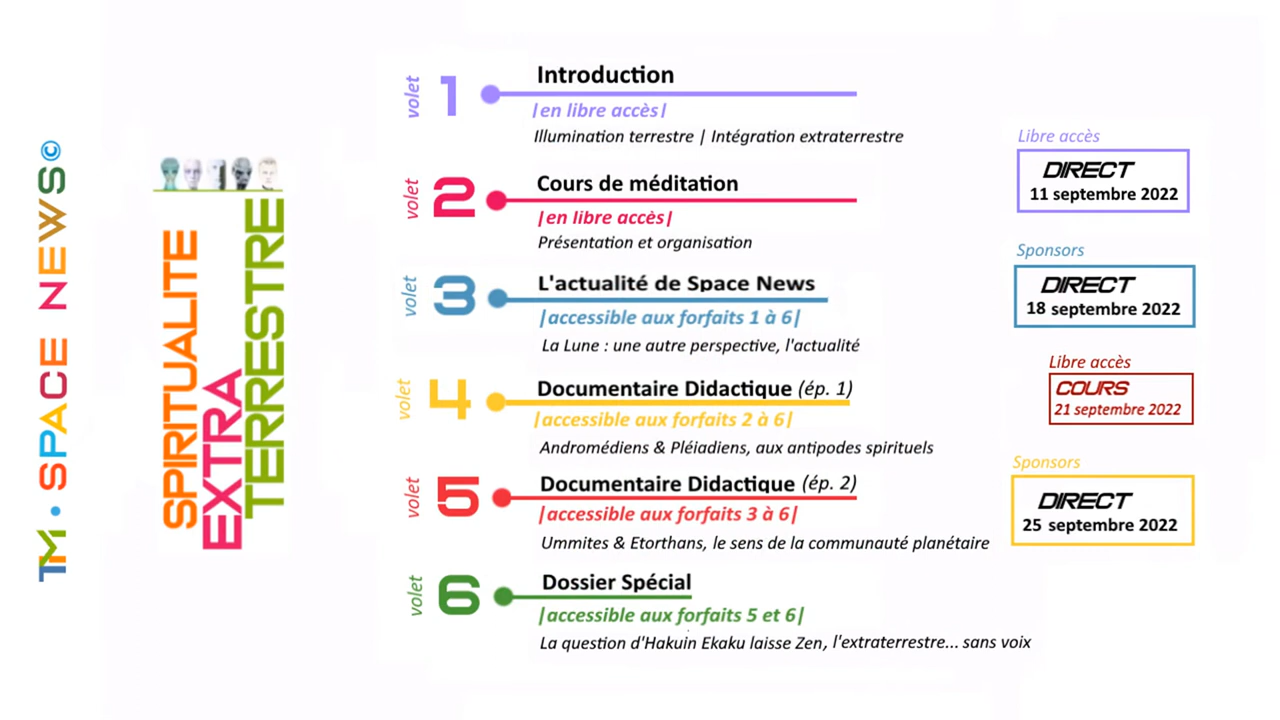 TM • SPACE NEWS©
SPIRITUALITE
EXTRA
TERRESTRE
volet 1
Introduction
|en libre accès|
Illumination terrestre | Intégration extraterrestre
volet 2
Cours de méditation
|en libre accès|
Présentation et organisation
volet 3
L'actualité de Space News
|accessible aux forfaits 1 à 6|
La Lune : une autre perspective, l'actualité
volet 4
Documentaire Didactique (ép. 1)
|accessible aux forfaits 2 à 6|
Andromédiens & Pléiadiens, aux antipodes spirituels
volet 5
Documentaire Didactique (ép. 2)
|accessible aux forfaits 3 à 6|
Ummites & Etorthans, le sens de la communauté planétaire
volet 6
Dossier Spécial
|accessible aux forfaits 5 et 6|
La question d'Hakuin Ekaku laisse Zen, l'extraterrestre... sans voix
Libre accès
DIRECT
11 septembre 2022
Sponsors
DIRECT
18 septembre 2022
Libre accès
COURS
21 septembre 2022
Sponsors
DIRECT
25 septembre 2022